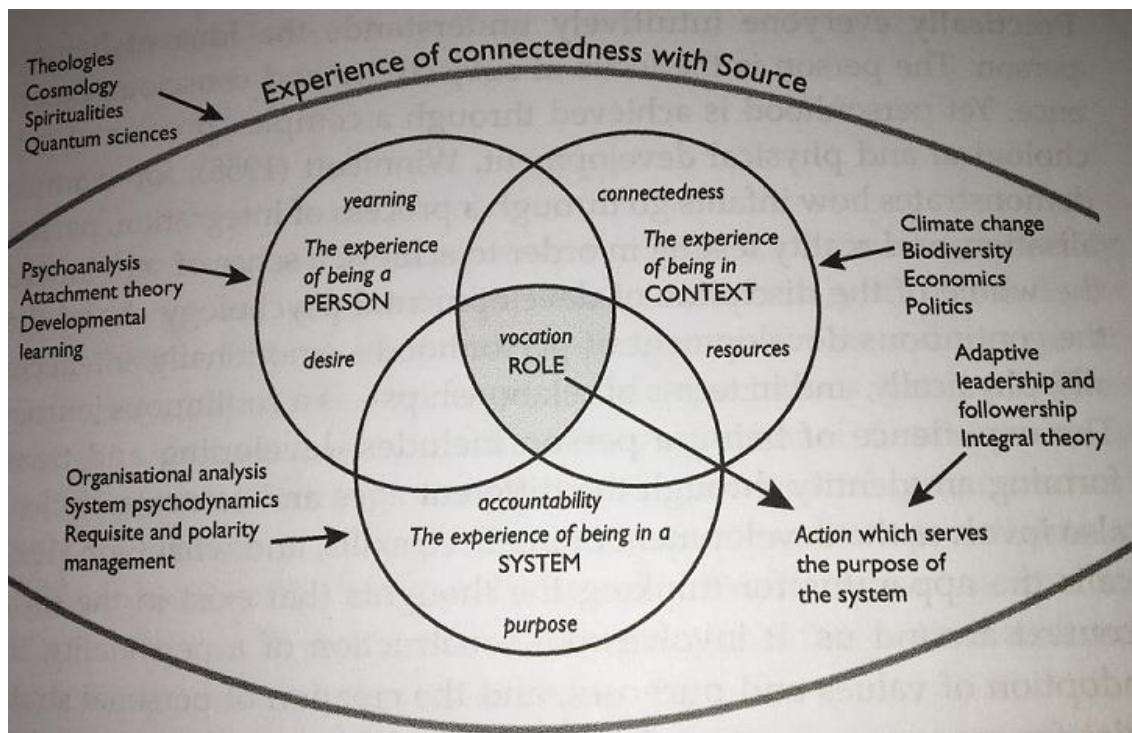 Theologies
Cosmology
Spiritualities
Quantum sciences
Experience of connectedness with Source
yearning
The experience
of being a
PERSON
desire
connectedness
The experience
of being in
CONTEXT
resources
vocation
ROLE
Psychoanalysis
Attachment theory
Developmental
learning
Climate change
Biodiversity
Economics
Politics
Adaptive
leadership and
followership
Integral theory
Organisational analysis
System psychodynamics
Requisite and polarity
management
accountability
The experience of being in a
SYSTEM
purpose
Action which serves
the purpose of
the system